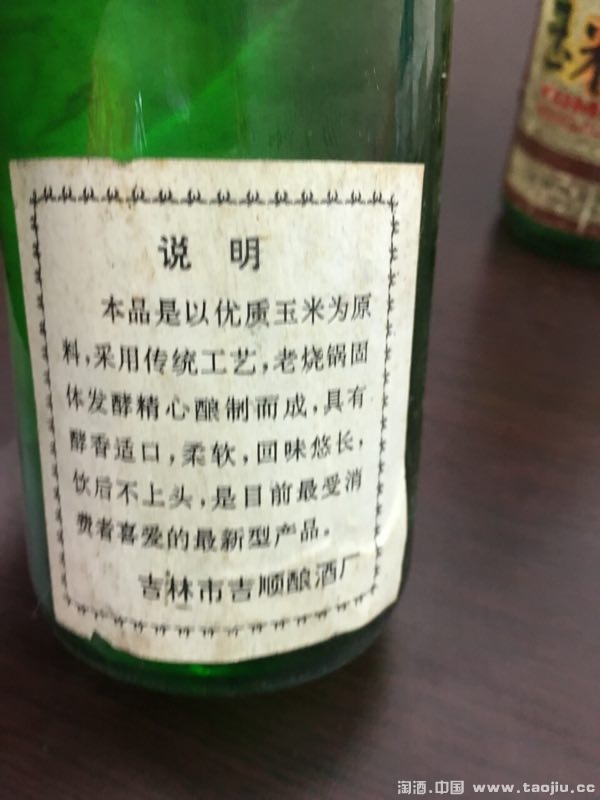 说明
本品是以优质玉米为原
料,采用传统工艺,老烧锅固
体发酵精心酿制而成,具有
醇香适口,柔软,回味悠长,
饮后不上头,是目前最受消
费者喜爱的最新型产品。
吉林市吉顺酿酒厂
淘酒.中国 www.taojiu.cc